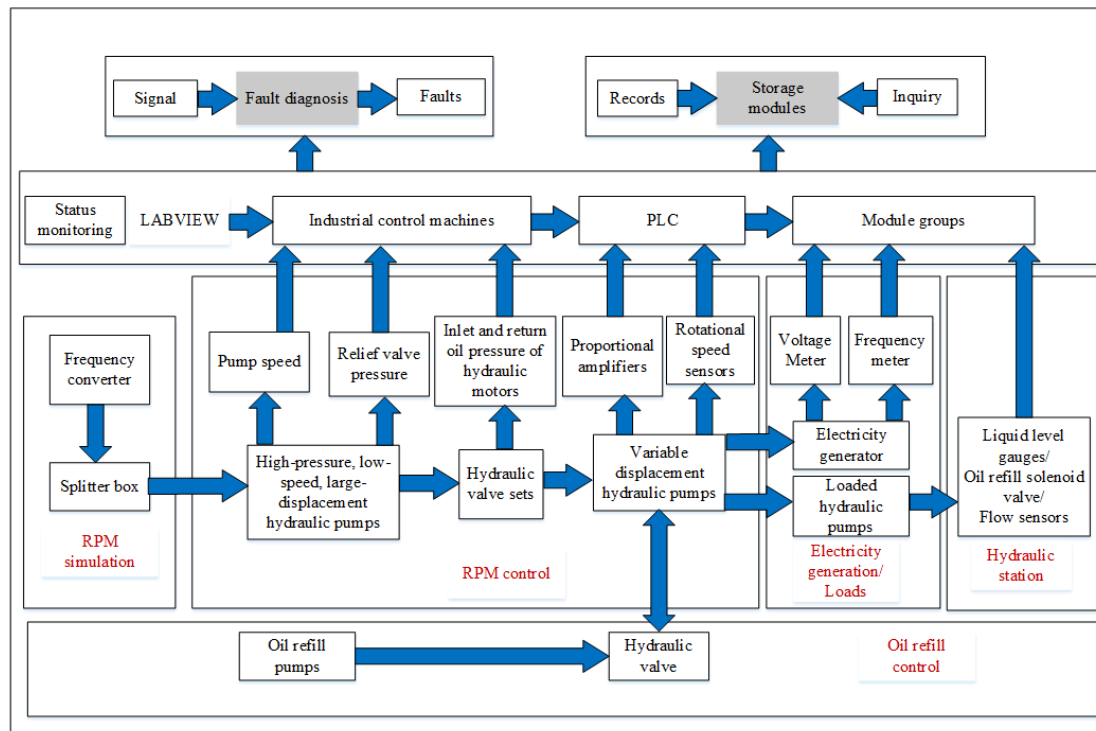 Signal
Fault diagnosis
Faults
Records
Storage
modules
Inquiry
Status
monitoring
LABVIEW
Industrial control machines
PLC
Module groups
Frequency
converter
Pump speed
Relief valve
pressure
Inlet and return
oil pressure of
hydraulic
motors
Proportional
amplifiers
Rotational
speed
sensors
Voltage
Meter
Frequency
meter
Splitter box
High-pressure, low-
speed, large-
displacement
hydraulic pumps
Hydraulic
valve sets
Variable
displacement
hydraulic pumps
Electricity
generator
Loaded
hydraulic
pumps
Liquid level
gauges/
Oil refill solenoid
valve/
Flow sensors
RPM
simulation
RPM control
Electricity
generation/
Loads
Hydraulic
station
Oil refill
pumps
Hydraulic
valve
Oil refill
control